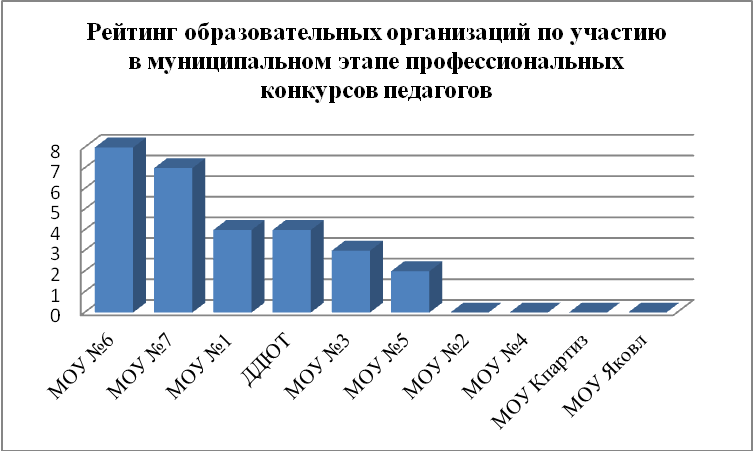 Рейтинг образовательных организаций по участию
в муниципальном этапе профессиональных
конкурсов педагогов
8
7
6
5
4
3
2
1
0
МОУ №6
МОУ №7
МОУ №1
ДДЮТ
МОУ №3
МОУ №5
МОУ №2
МОУ №4
МОУ Кпартиз
МОУ Яковл